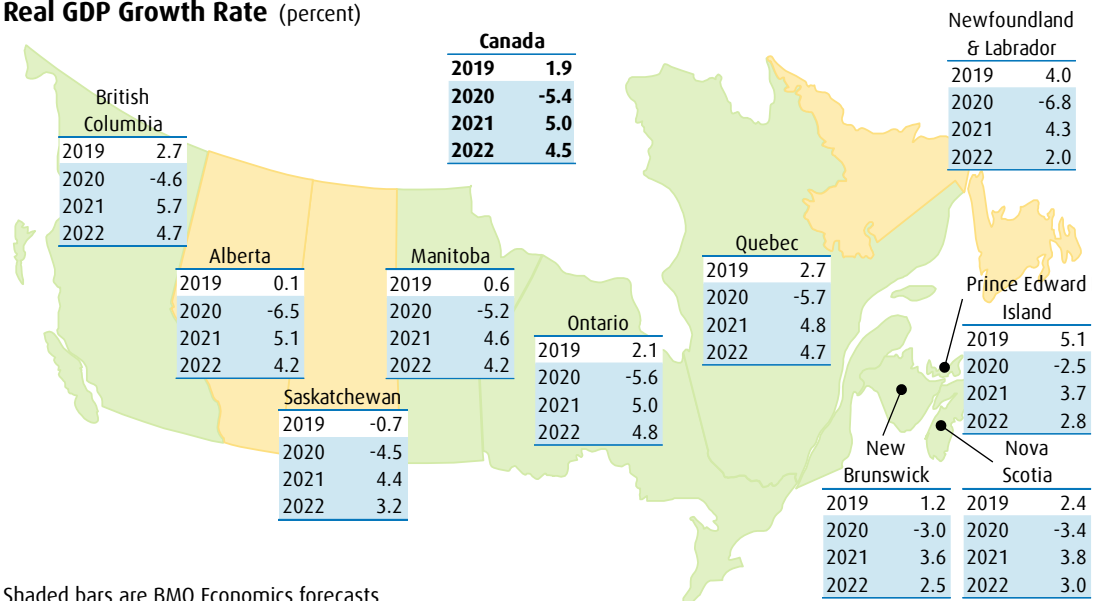 Real GDP Growth Rate (percent)
Canada
2019 1.9
2020 -5.4
2021 5.0
2022 4.5
Newfoundland
& Labrador
2019 4.0
2020 -6.8
2021 4.3
2022 2.0
British
Columbia
2019 2.7
2020 -4.6
2021 5.7
2022 4.7
Alberta
2019 0.1
2020 -6.5
2021 5.1
2022 4.2
Manitoba
2019 0.6
2020 -5.2
2021 4.6
2022 4.2
Quebec
2019 2.7
2020 -5.7
2021 4.8
2022 4.7
Ontario
2019 2.1
2020 -5.6
2021 5.0
2022 4.8
Prince Edward
Island
2019 5.1
2020 -2.5
2021 3.7
2022 2.8
Saskatchewan
2019 -0.7
2020 -4.5
2021 4.4
2022 3.2
New
Brunswick
2019 1.2
2020 -3.0
2021 3.6
2022 2.5
Nova
Scotia
2019 2.4
2020 -3.4
2021 3.8
2022 3.0
Shaded bars are BMO Economics forecasts